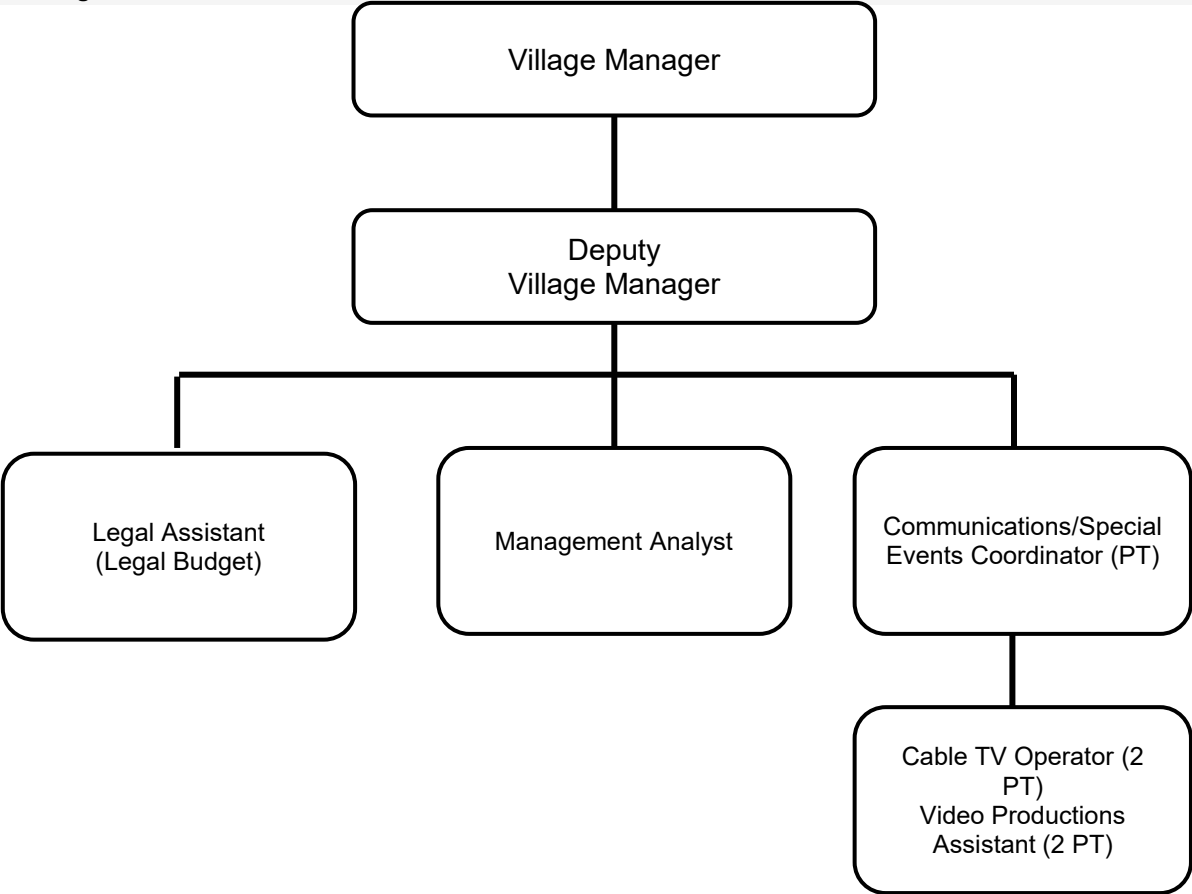 Village Manager
Deputy
Village Manager
Legal Assistant
(Legal Budget)
Management Analyst
Communications/Special
Events Coordinator (PT)
Cable TV Operator (2
PT)
Video Productions
Assistant (2 PT)